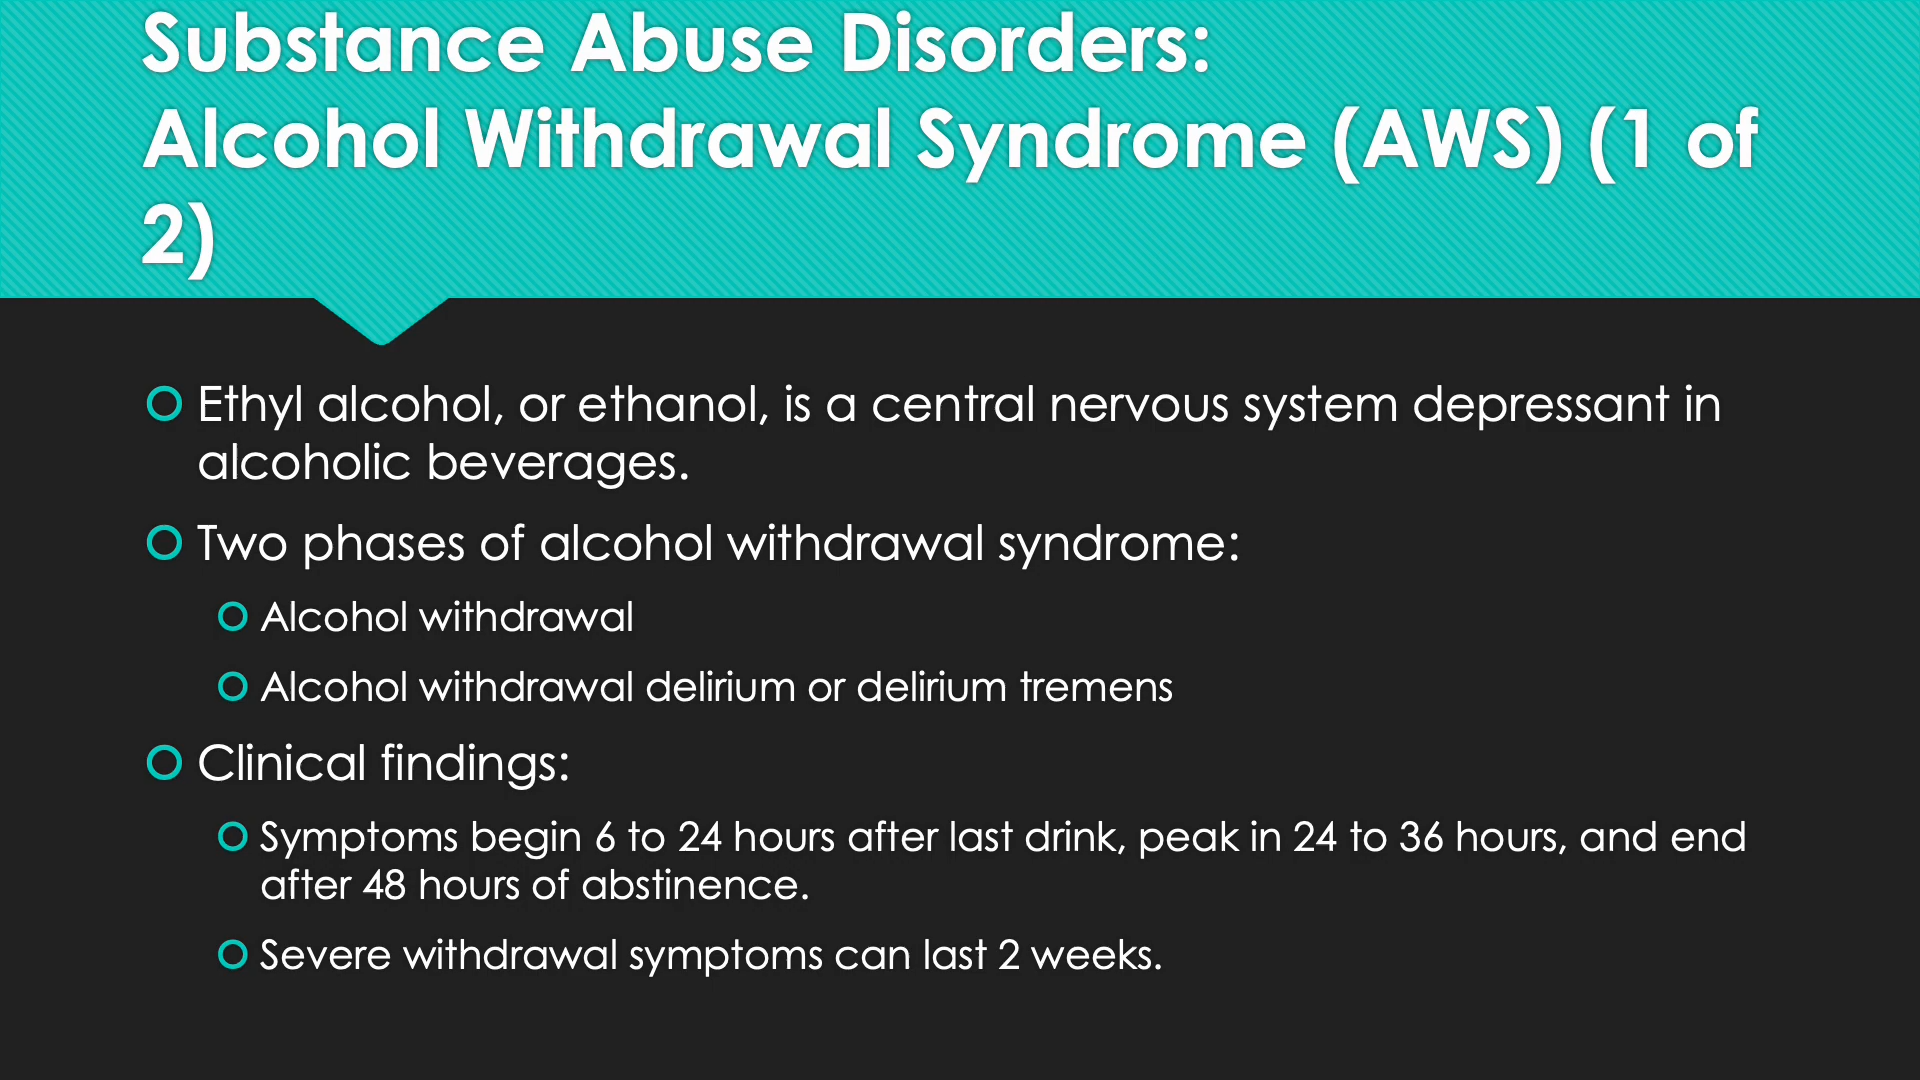 Substance Abuse Disorders:
Alcohol Withdrawal Syndrome (AWS) (1 of
2)
Ethyl alcohol, or ethanol, is a central nervous system depressant in
alcoholic beverages.
Two phases of alcohol withdrawal syndrome:
Alcohol withdrawal
Alcohol withdrawal delirium or delirium tremens
Clinical findings:
Symptoms begin 6 to 24 hours after last drink, peak in 24 to 36 hours, and end
after 48 hours of abstinence.
Severe withdrawal symptoms can last 2 weeks.